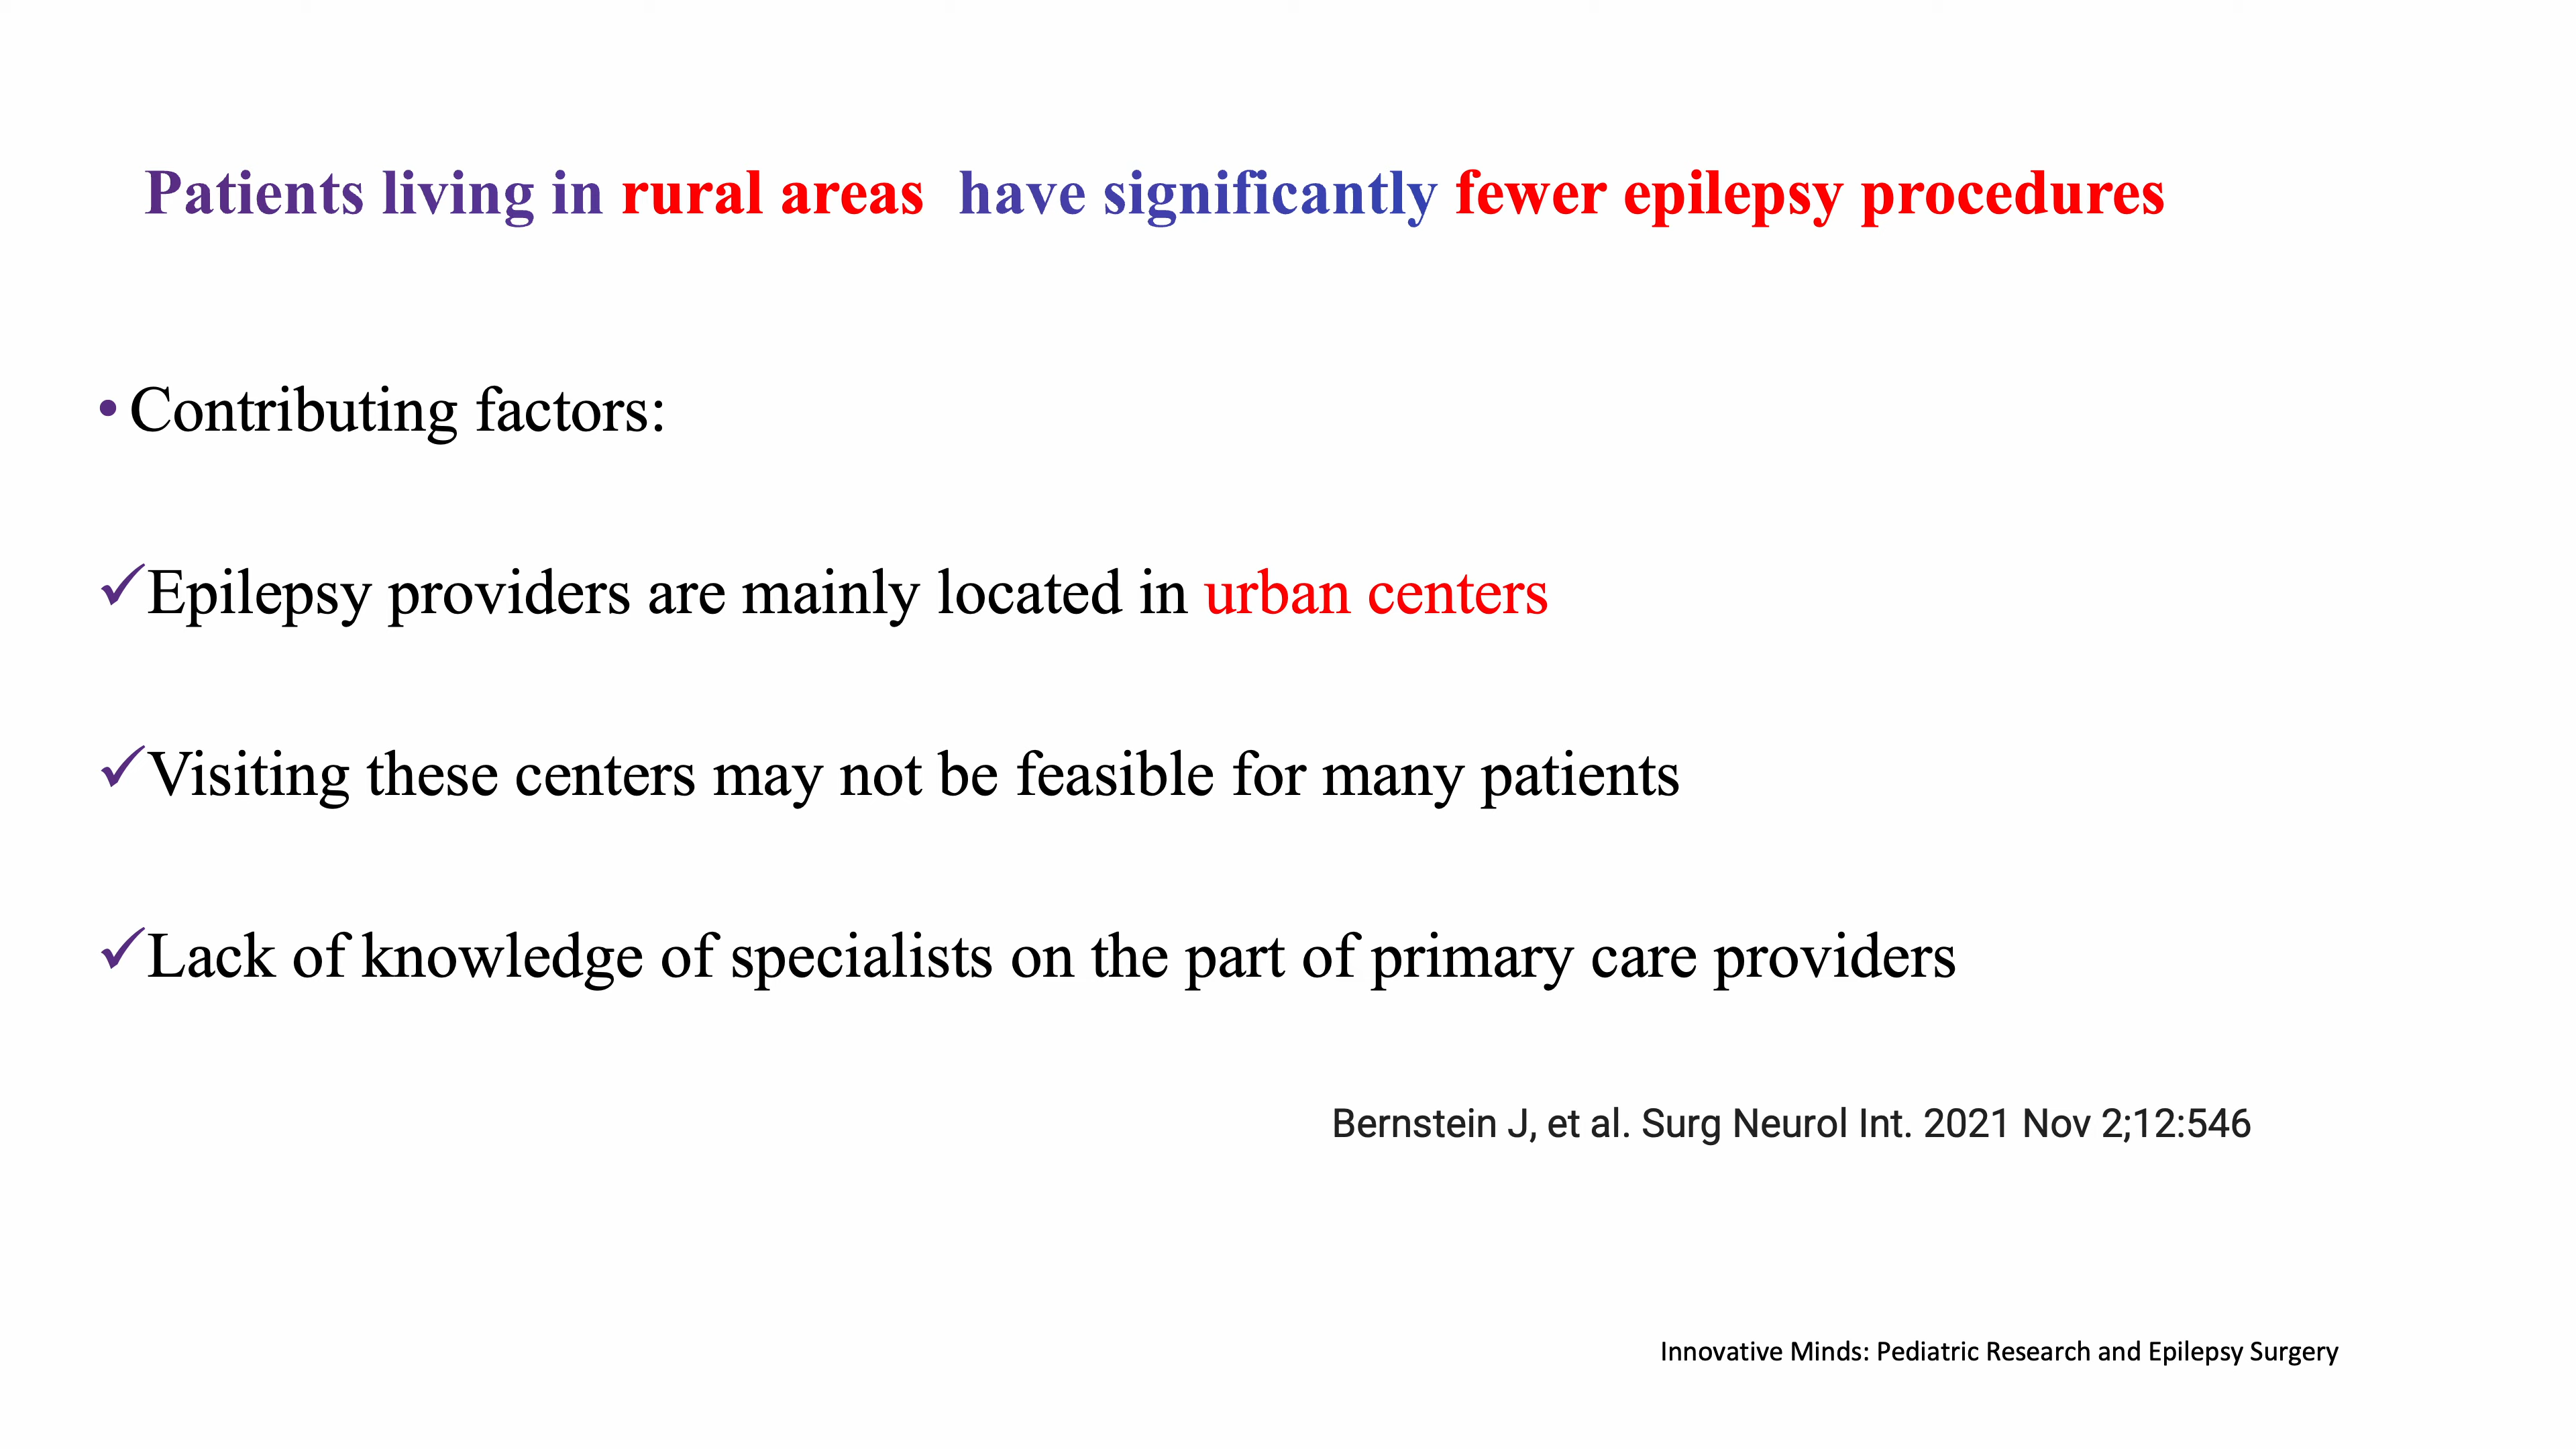 Patients living in rural areas  have significantly fewer epilepsy procedures
• Contributing factors:
✓Epilepsy providers are mainly located in urban centers
✓Visiting these centers may not be feasible for many patients
✓Lack of knowledge of specialists on the part of primary care providers
Bernstein J, et al. Surg Neurol Int. 2021 Nov 2;12:546
Innovative Minds: Pediatric Research and Epilepsy Surgery